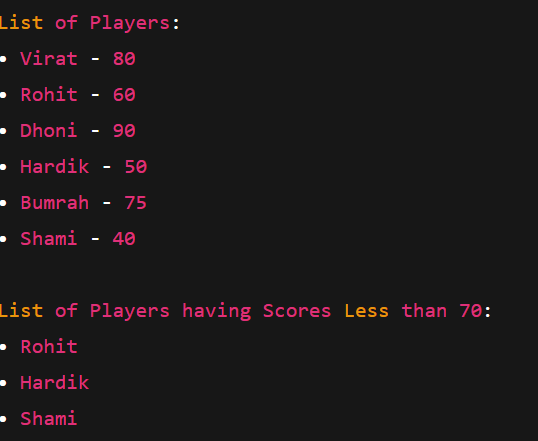 List of Players:
• Virat - 80
• Rohit - 60
• Dhoni - 90
• Hardik - 50
• Bumrah - 75
• Shami - 40
List of Players having Scores Less than 70:
• Rohit
• Hardik
• Shami